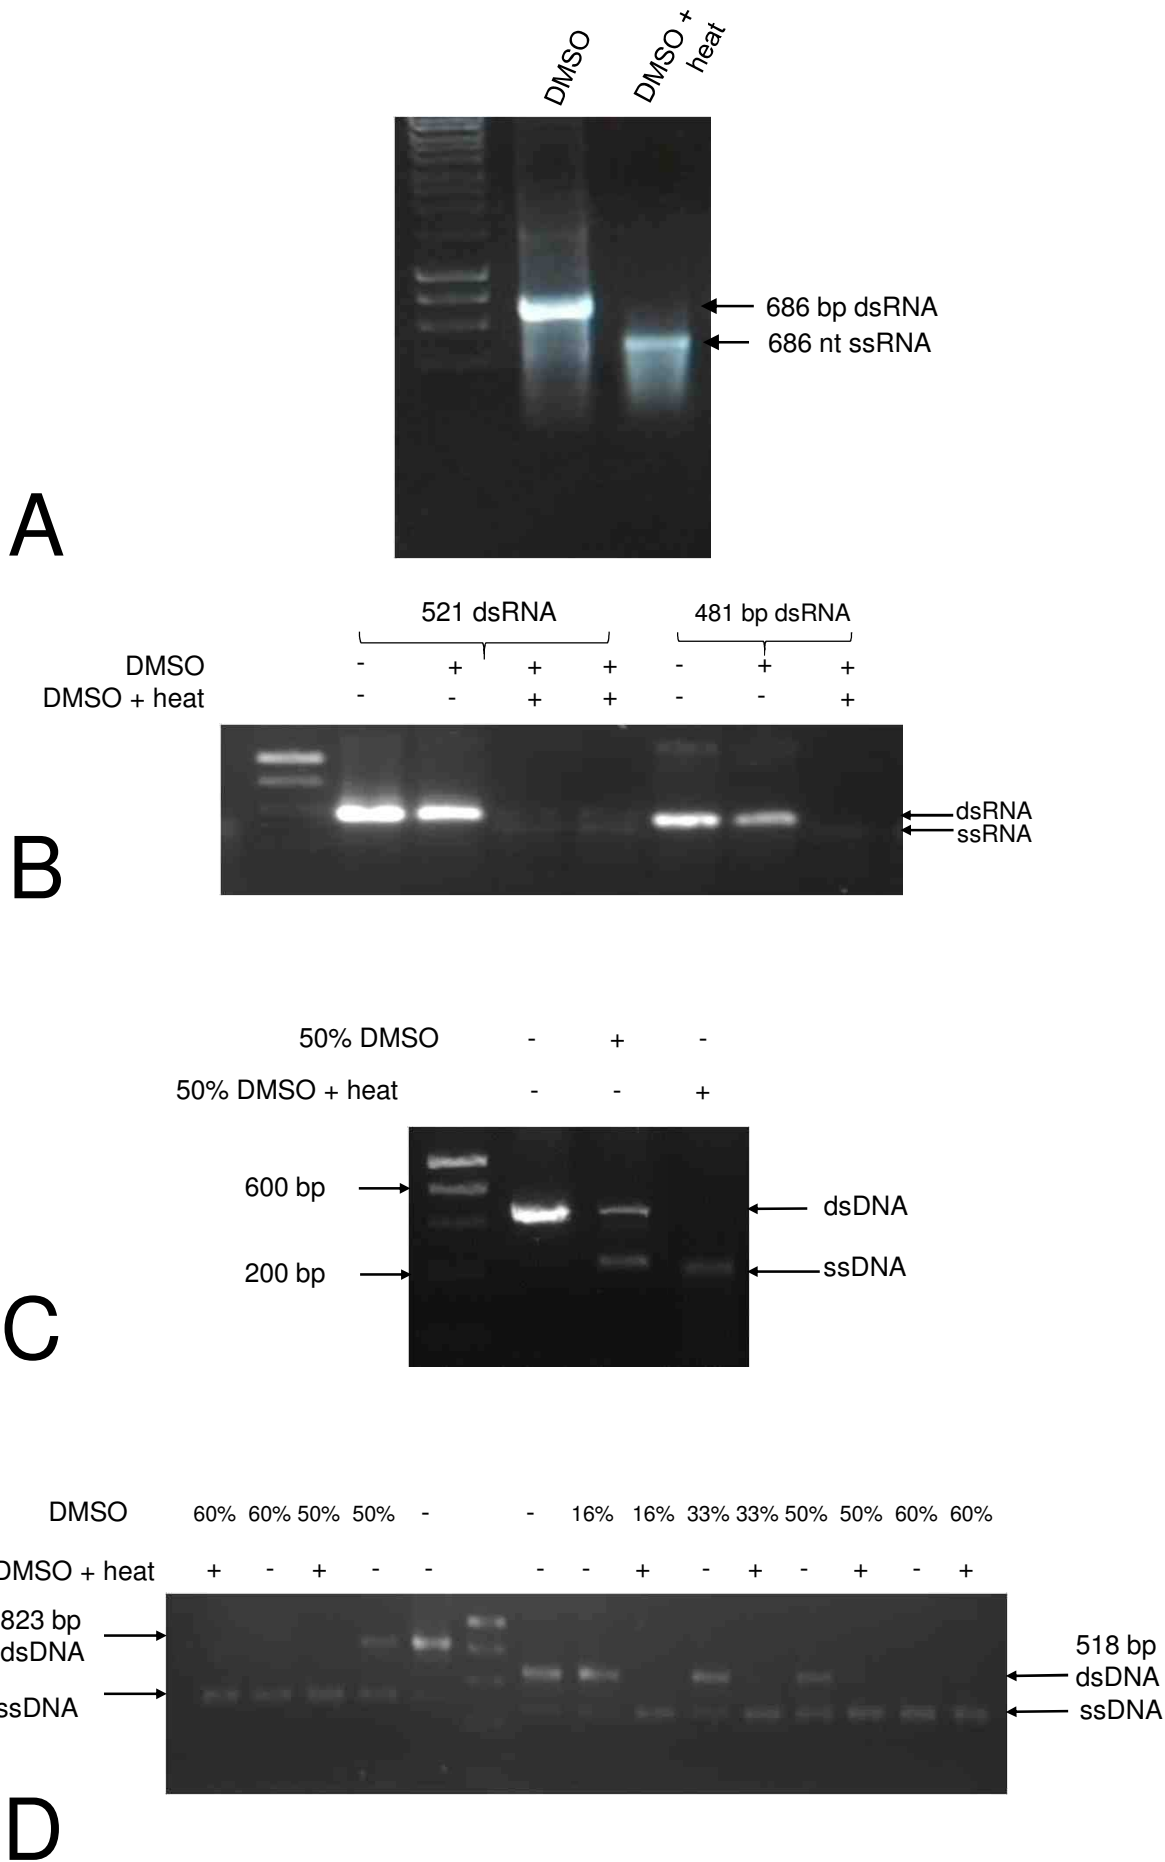 DMSO
DMSO +
heat
686 bp dsRNA
686 nt ssRNA
A
521 dsRNA 481 bp dsRNA
DMSO - + + + - + +
DMSO + heat - - + + - - +
dsRNA
ssRNA
B
50% DMSO - + -
50% DMSO + heat - - +
600 bp
dsDNA
200 bp
ssDNA
C
DMSO 60% 60% 50% 50% - - 16% 16% 33% 33% 50% 50% 60% 60%
DMSO + heat + - + - - - - + - + - + - +
823 bp
dsDNA
ssDNA
518 bp
dsDNA
ssDNA
D